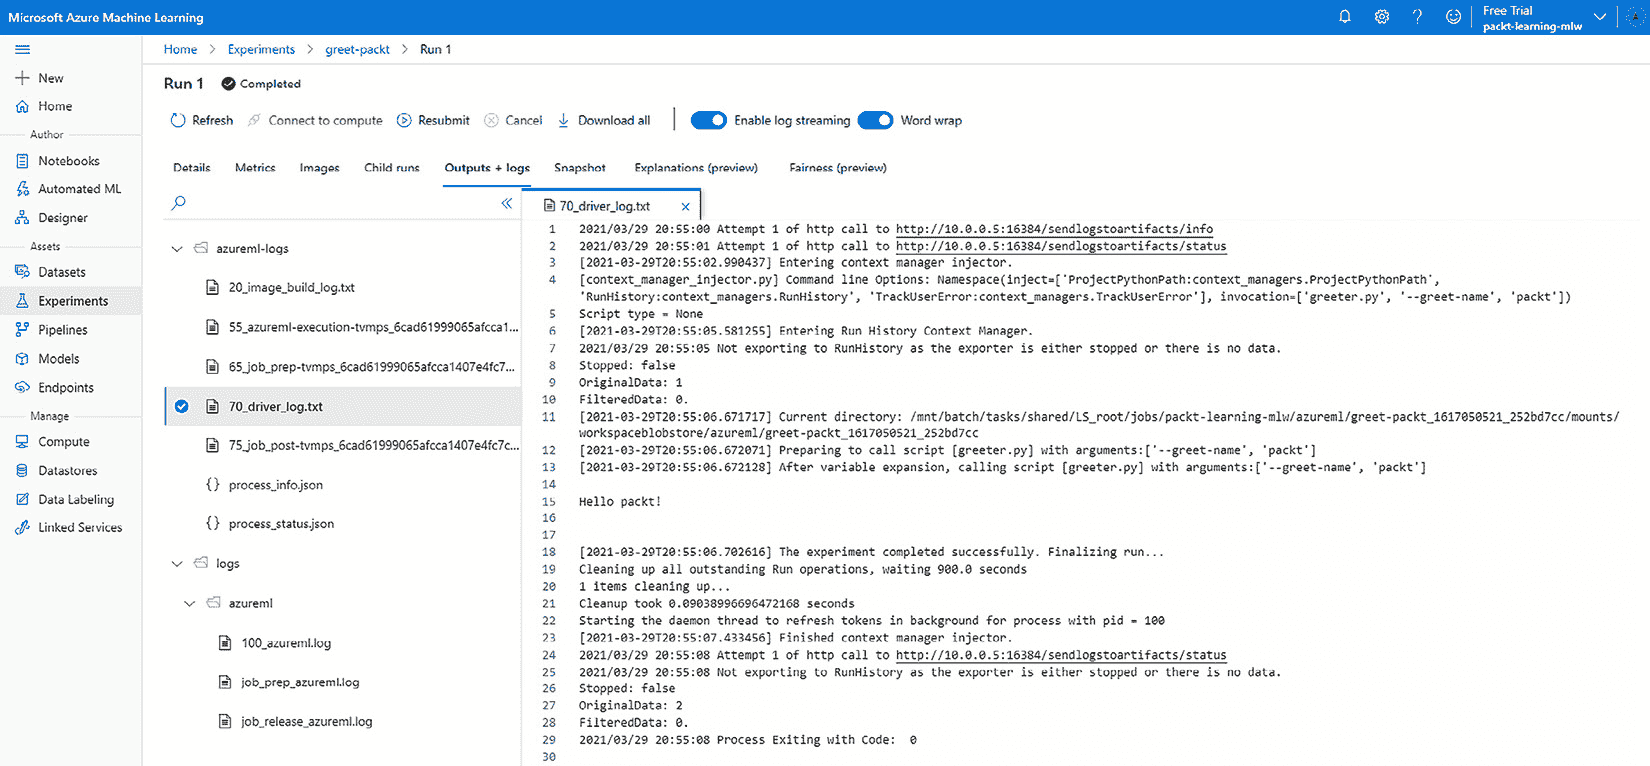 Microsoft Azure Machine Learning
Free Trial
packt-learning-mlw
Home > Experiments > greet-packt > Run 1
New
Home
Author
Notebooks
Automated ML
Designer
Assets
Datasets
Experiments
Pipelines
Models
Endpoints
Manage
Compute
Datastores
Data Labeling
Linked Services
Run 1 Completed
Refresh Connect to compute Resubmit Cancel Download all Enable log streaming Word wrap
Details Metrics Images Child runs Outputs + logs Snapshot Explanations (preview) Fairness (preview)
azureml-logs
20_image_build_log.txt
55_azureml-execution-tvmps_6cad61999065afcca1...
65_job_prep-tvmps_6cad61999065afcca1407e4fc7...
70_driver_log.txt
75_job_post-tvmps_6cad61999065afcca1407e4fc7c...
{} process_info.json
{} process_status.json
logs
azureml
100_azureml.log
job_prep_azureml.log
job_release_azureml.log
70_driver_log.txt ×
1 2021/03/29 20:55:00 Attempt 1 of http call to http://10.0.0.5:16384/sendlogstoartifacts/info
2 2021/03/29 20:55:01 Attempt 1 of http call to http://10.0.0.5:16384/sendlogstoartifacts/status
3 [2021-03-29T20:55:02.990437] Entering context manager injector.
4 [context_manager_injector.py] Command line Options: Namespace(inject=['ProjectPythonPath:context_managers.ProjectPythonPath',
'RunHistory:context_managers.RunHistory', 'TrackUserError:context_managers.TrackUserError'], invocation=['greeter.py', '--greet-name', 'packt'])
5 Script type = None
6 [2021-03-29T20:55:05.581255] Entering Run History Context Manager.
7 2021/03/29 20:55:05 Not exporting to RunHistory as the exporter is either stopped or there is no data.
8 Stopped: false
9 OriginalData: 1
10 FilteredData: 0.
11 [2021-03-29T20:55:06.671717] Current directory: /mnt/batch/tasks/shared/LS_root/jobs/packt-learning-mlw/azureml/greet-packt_1617050521_252bd7cc/mounts/
workspaceblobstore/azureml/greet-packt_1617050521_252bd7cc
12 [2021-03-29T20:55:06.672071] Preparing to call script [greeter.py] with arguments:['--greet-name', 'packt']
13 [2021-03-29T20:55:06.672128] After variable expansion, calling script [greeter.py] with arguments:['--greet-name', 'packt']
14
15 Hello packt!
16
17
18 [2021-03-29T20:55:06.702616] The experiment completed successfully. Finalizing run...
19 Cleaning up all outstanding Run operations, waiting 900.0 seconds
20 1 items cleaning up...
21 Cleanup took 0.09038996696472168 seconds
22 Starting the daemon thread to refresh tokens in background for process with pid = 100
23 [2021-03-29T20:55:07.433456] Finished context manager injector.
24 2021/03/29 20:55:08 Attempt 1 of http call to http://10.0.0.5:16384/sendlogstoartifacts/status
25 2021/03/29 20:55:08 Not exporting to RunHistory as the exporter is either stopped or there is no data.
26 Stopped: false
27 OriginalData: 2
28 FilteredData: 0.
29 2021/03/29 20:55:08 Process Exiting with Code: 0
30